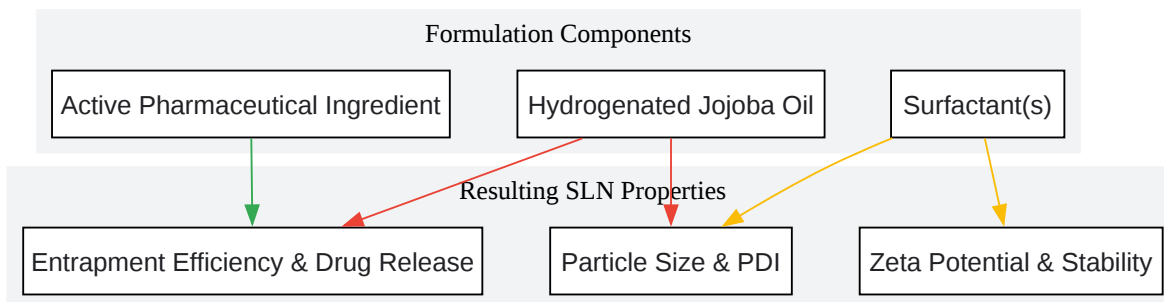 Formulation Components
Active Pharmaceutical Ingredient
Hydrogenated Jojoba Oil
Surfactant(s)
Resulting SLN Properties
Entrapment Efficiency & Drug Release
Particle Size & PDI
Zeta Potential & Stability